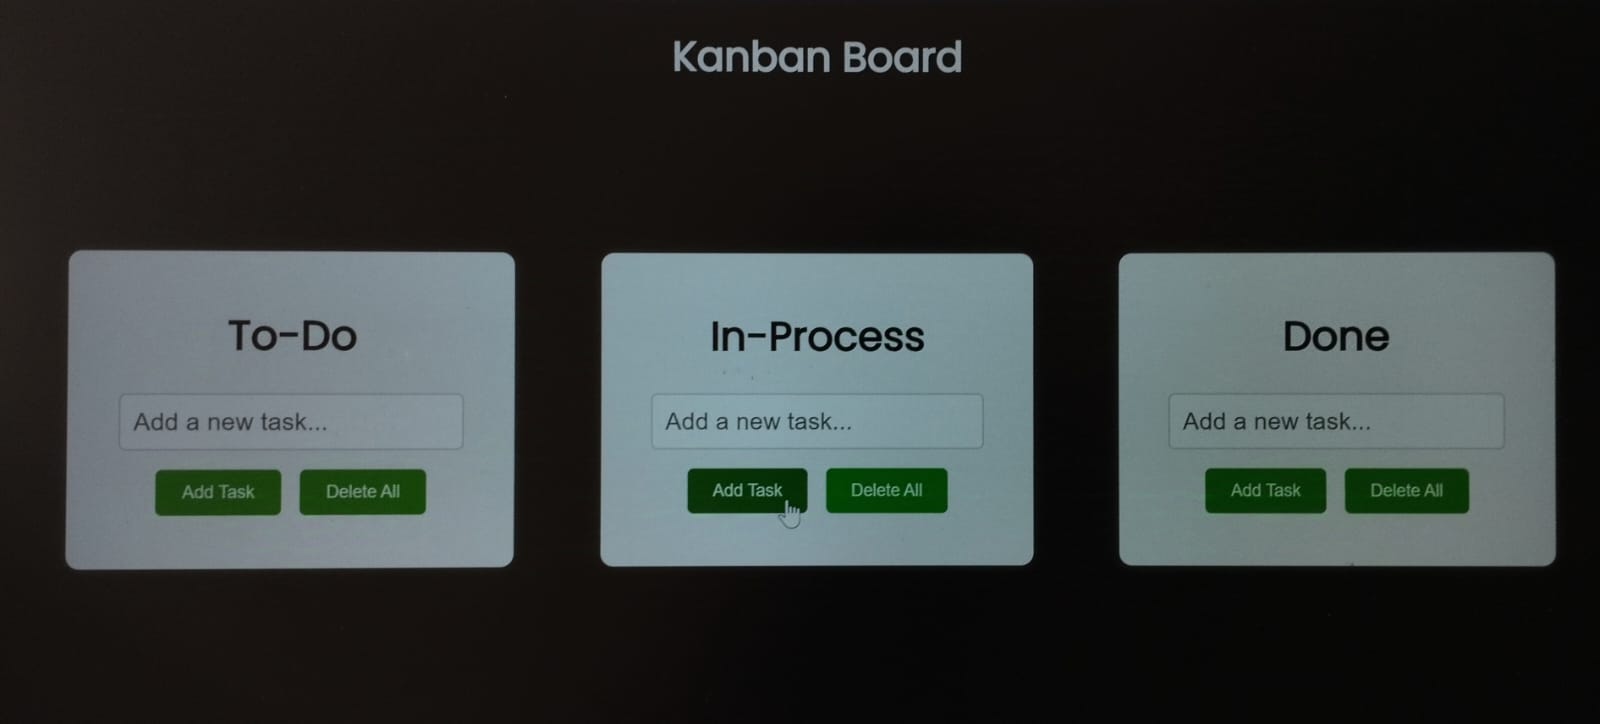 Kanban Board
To-Do
Add a new task...
Add Task
Delete All
In-Process
Add a new task...
Add Task
Delete All
Done
Add a new task...
Add Task
Delete All